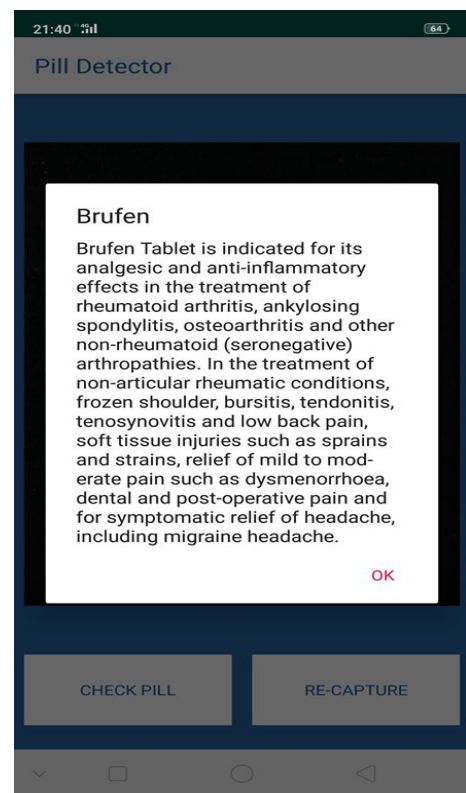 21:40 4G
64
Pill Detector
Brufen
Brufen Tablet is indicated for its
analgesic and anti-inflammatory
effects in the treatment of
rheumatoid arthritis, ankylosing
spondylitis, osteoarthritis and other
non-rheumatoid (seronegative)
arthropathies. In the treatment of
non-articular rheumatic conditions,
frozen shoulder, bursitis, tendonitis,
tenosynovitis and low back pain,
soft tissue injuries such as sprains
and strains, relief of mild to mod-
erate pain such as dysmenorrhoea,
dental and post-operative pain and
for symptomatic relief of headache,
including migraine headache.
OK
CHECK PILL
RE-CAPTURE